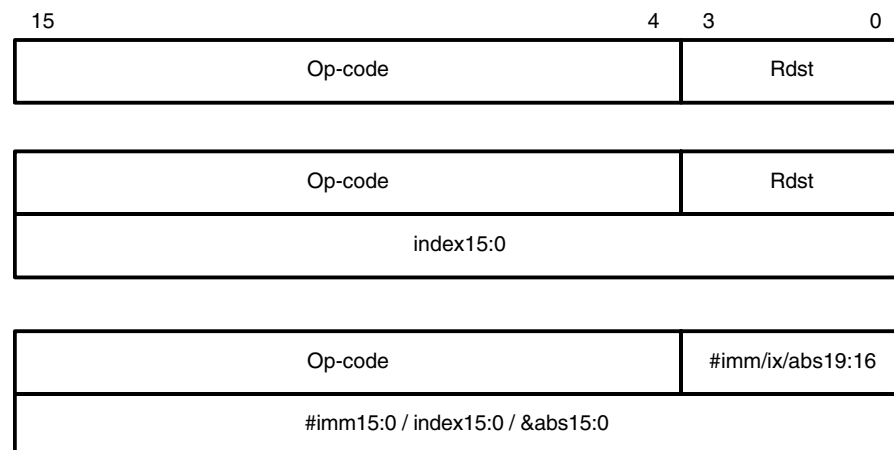 15 4 3 0
Op-code Rdst
Op-code Rdst
index15:0
Op-code #imm/ix/abs19:16
#imm15:0 / index15:0 / &abs15:0